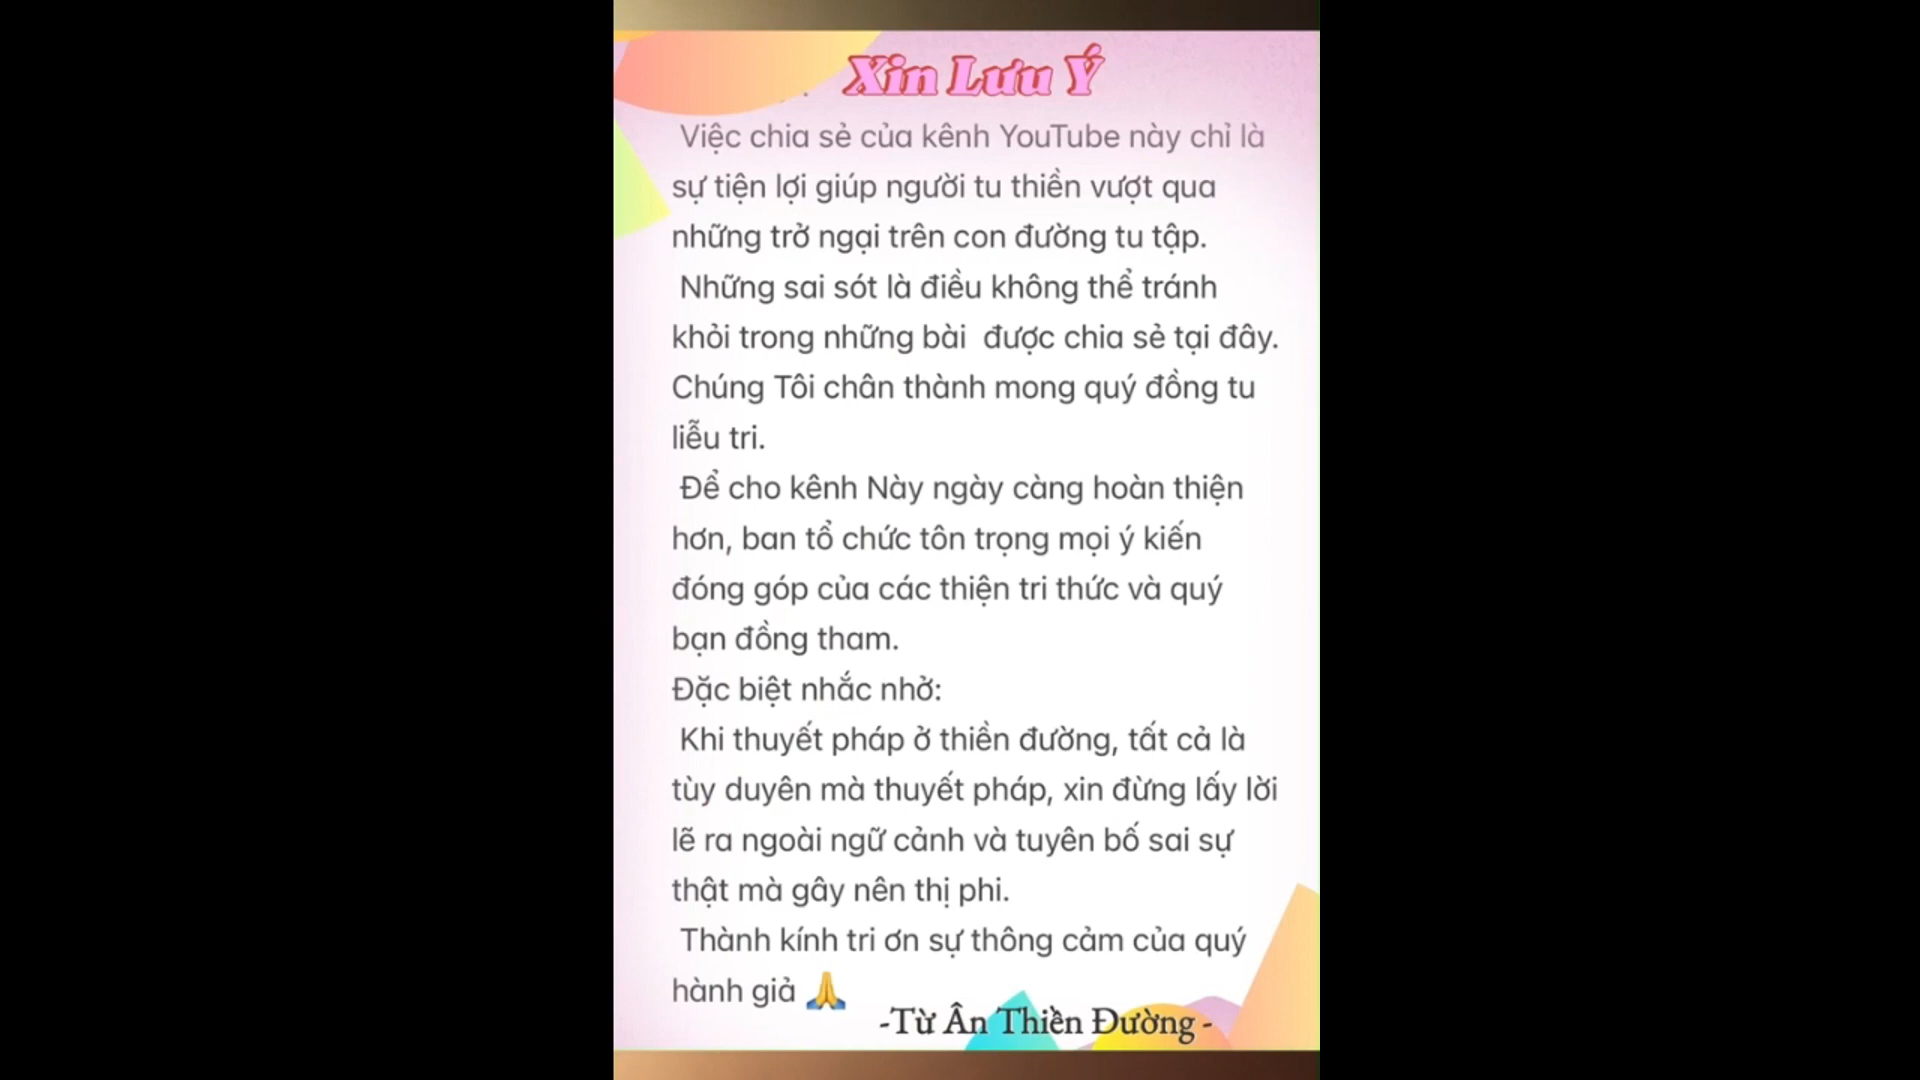 Xin Lưu Ý
Việc chia sẻ của kênh YouTube này chỉ là
sự tiện lợi giúp người tu thiền vượt qua
những trở ngại trên con đường tu tập.
Những sai sót là điều không thể tránh
khỏi trong những bài được chia sẻ tại đây.
Chúng Tôi chân thành mong quý đồng tu
liễu tri.
Để cho kênh Này ngày càng hoàn thiện
hơn, ban tổ chức tôn trọng mọi ý kiến
đóng góp của các thiện tri thức và quý
bạn đồng tham.
Đặc biệt nhắc nhở:
Khi thuyết pháp ở thiền đường, tất cả là
tùy duyên mà thuyết pháp, xin đừng lấy lời
lẽ ra ngoài ngữ cảnh và tuyên bố sai sự
thật mà gây nên thị phi.
Thành kính tri ơn sự thông cảm của quý
hành giả 🙏
-Từ Ân Thiền Đường -